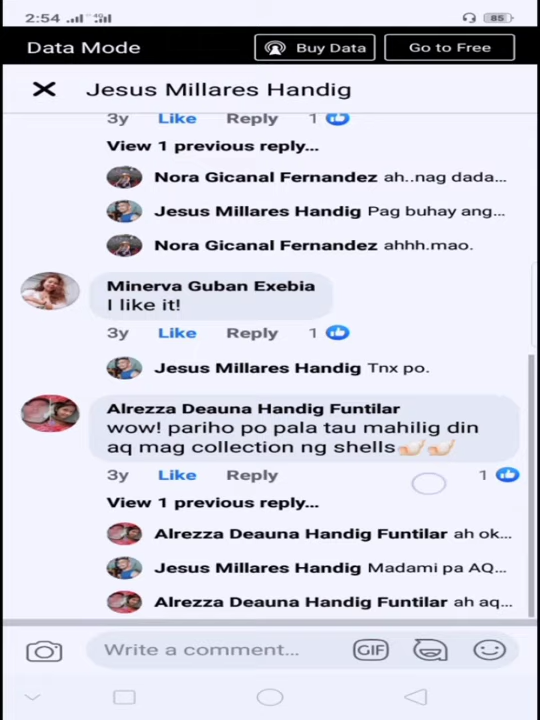 2:54
4G
85
Data Mode
Buy Data
Go to Free
Jesus Millares Handig
3y Like Reply 1
View 1 previous reply...
Nora Gicanal Fernandez ah..nag dada...
Jesus Millares Handig Pag buhay ang...
Nora Gicanal Fernandez ahhh.mao.
Minerva Guban Exebia
I like it!
3y Like Reply 1
Jesus Millares Handig Tnx po.
Alrezza Deauna Handig Funtilar
wow! pariho po pala tau mahilig din
aq mag collection ng shells
3y Like Reply 1
View 1 previous reply...
Alrezza Deauna Handig Funtilar ah ok...
Jesus Millares Handig Madami pa AQ...
Alrezza Deauna Handig Funtilar ah aq...
Write a comment...
GIF